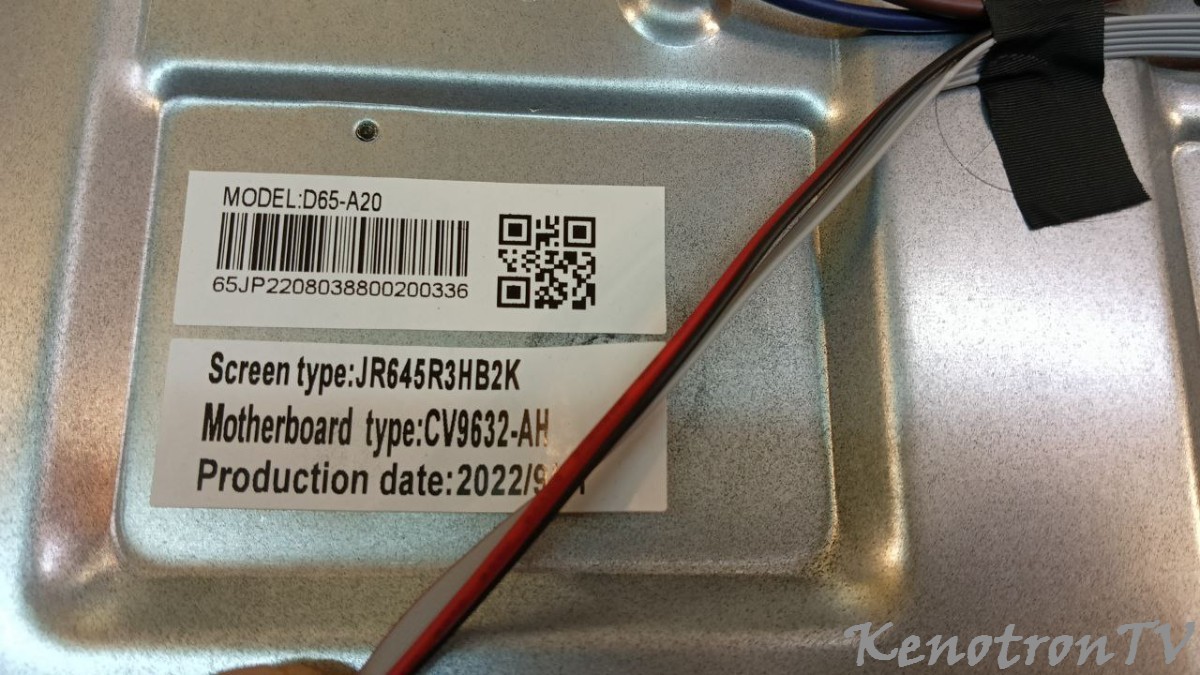 MODEL:D65-A20
65JP2208038800200336
Screen type:JR645R3HB2K
Motherboard type:CV9632-AH
Production date:2022/9
KenotronTV